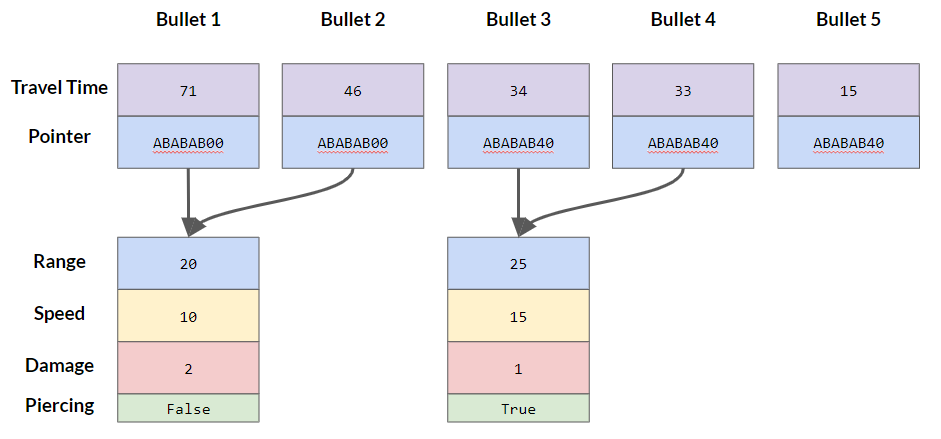 Bullet 1 Bullet 2 Bullet 3 Bullet 4 Bullet 5
Travel Time 71 46 34 33 15
Pointer ABABAB00 ABABAB00 ABABAB40 ABABAB40 ABABAB40
Range 20 25
Speed 10 15
Damage 2 1
Piercing False True